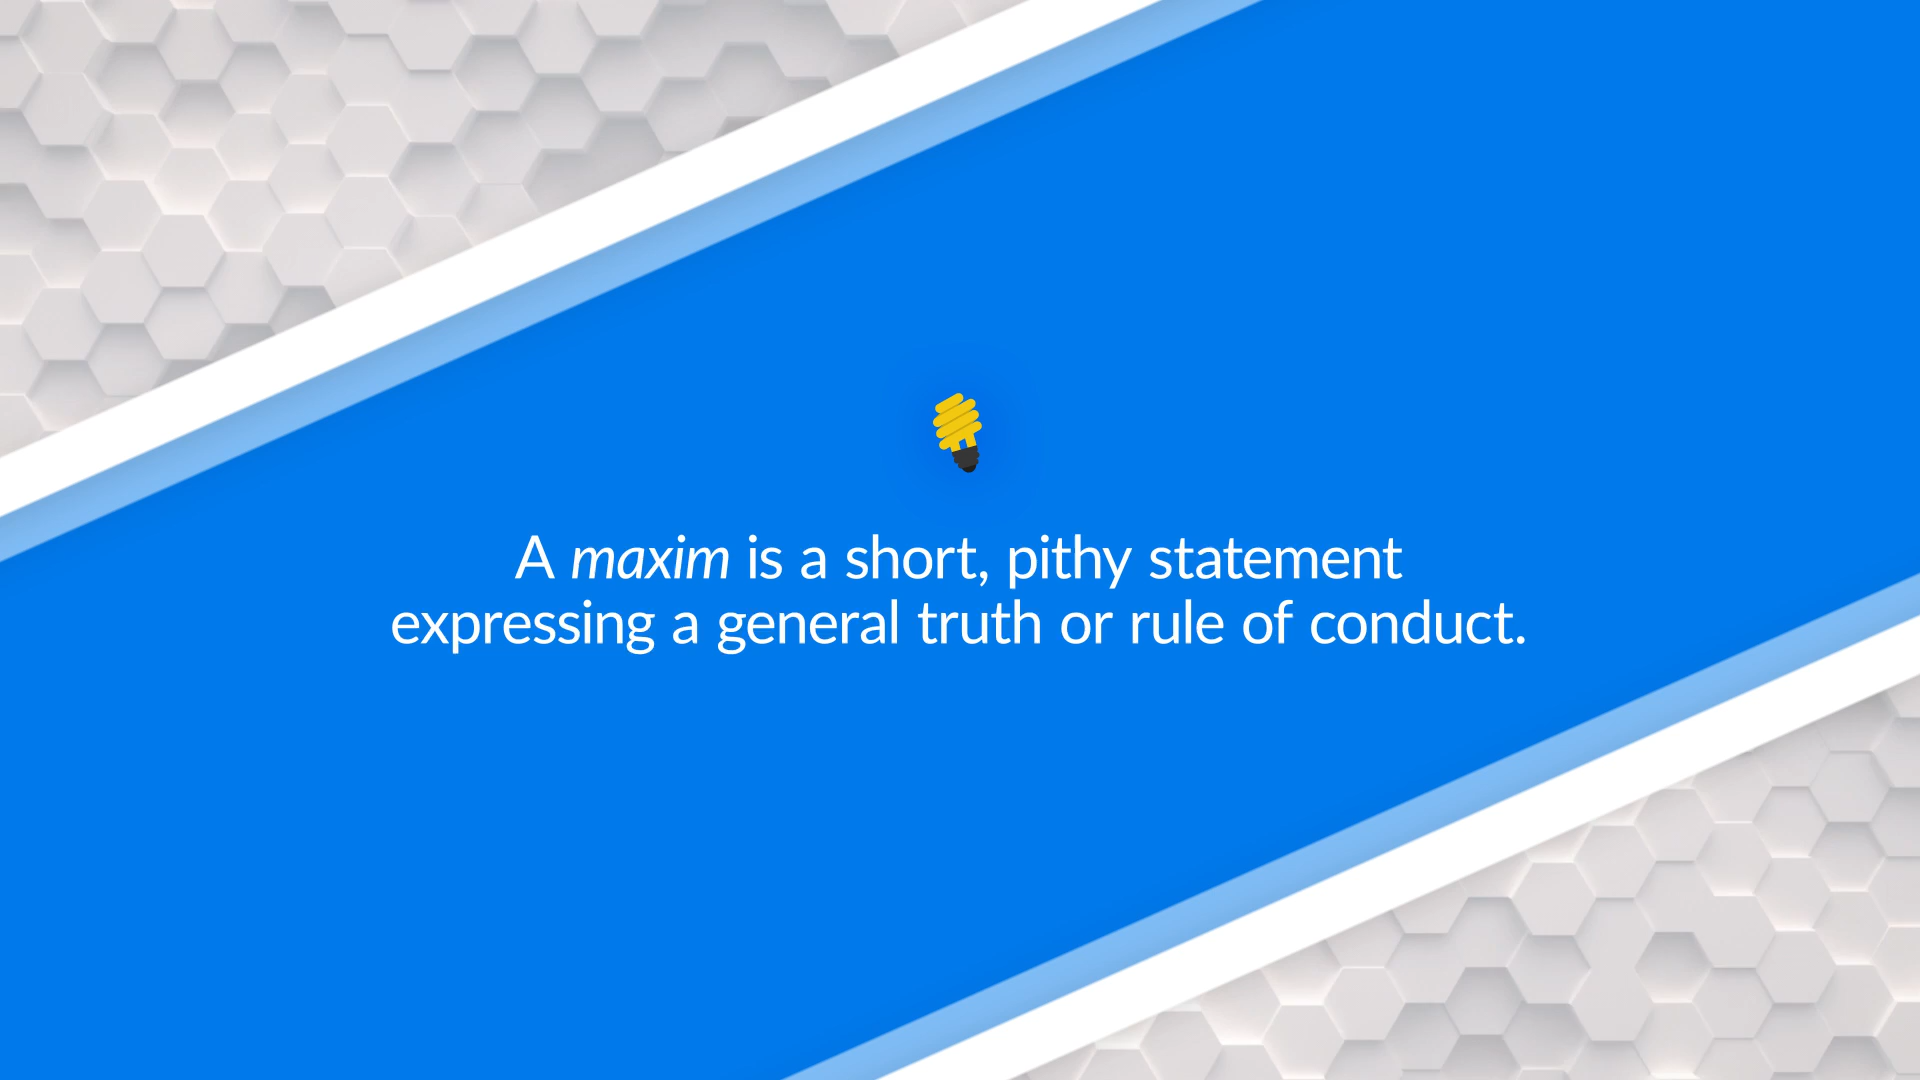 A maxim is a short, pithy statement
expressing a general truth or rule of conduct.